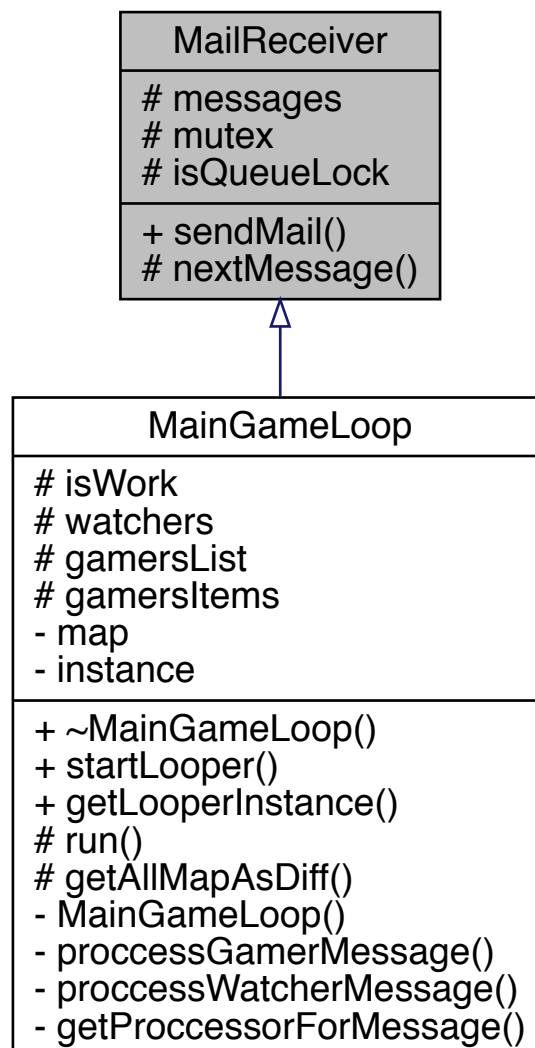 MailReceiver
# messages
# mutex
# isQueueLock
+ sendMail()
# nextMessage()
MainGameLoop
# isWork
# watchers
# gamersList
# gamersItems
- map
- instance
+ ~MainGameLoop()
+ startLooper()
+ getLooperInstance()
# run()
# getAllMapAsDiff()
- MainGameLoop()
- proccessGamerMessage()
- proccessWatcherMessage()
- getProccessorForMessage()